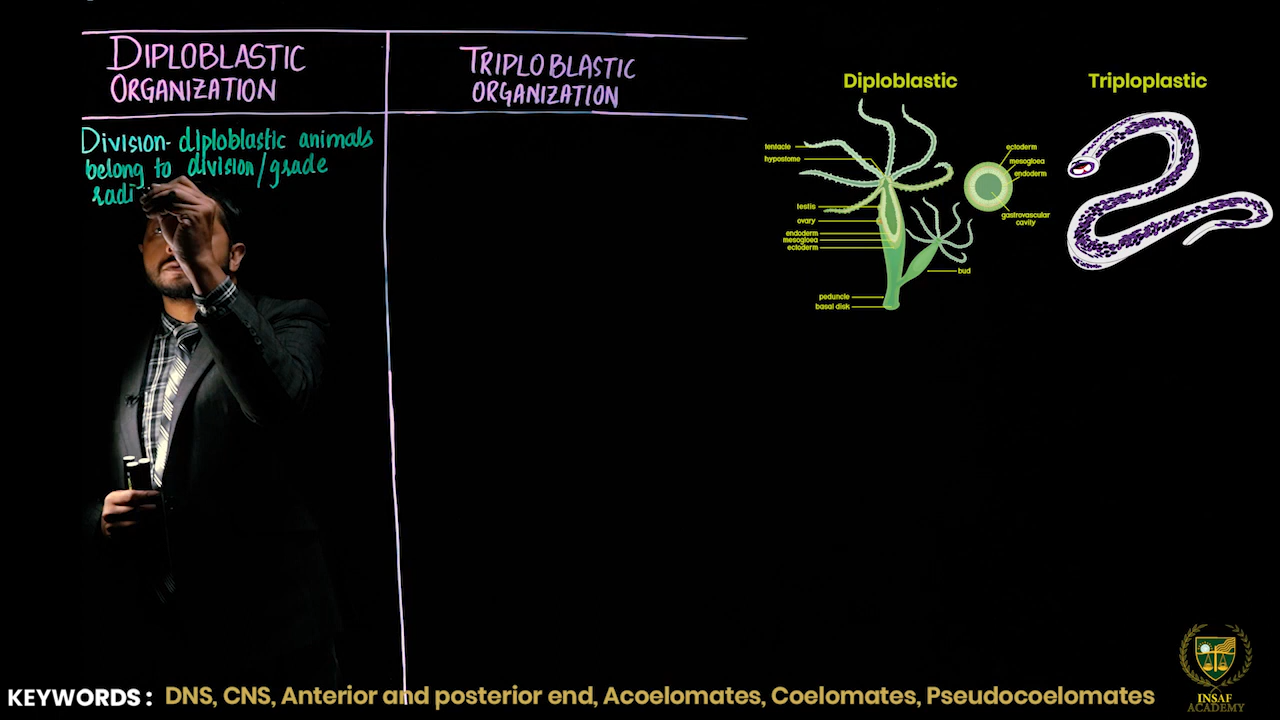 DIPLOBLASTIC
ORGANIZATION
TRIPLOBLASTIC
ORGANIZATION
Division- diploblastic animals
belong to division/grade
radi
Diploblastic
Triploplastic
tentacle
hypostome
testis
ovary
endoderm
mesogloea
ectoderm
peduncle
basal disk
bud
ectoderm
mesogloea
endoderm
gastrovascular
cavity
KEYWORDS: DNS, CNS, Anterior and posterior end, Acoelomates, Coelomates, Pseudocoelomates
INSAF
ACADEMY